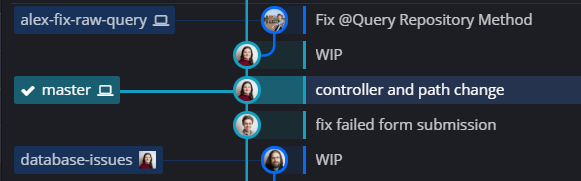 alex-fix-raw-query Fix @Query Repository Method
WIP
master controller and path change
fix failed form submission
database-issues WIP